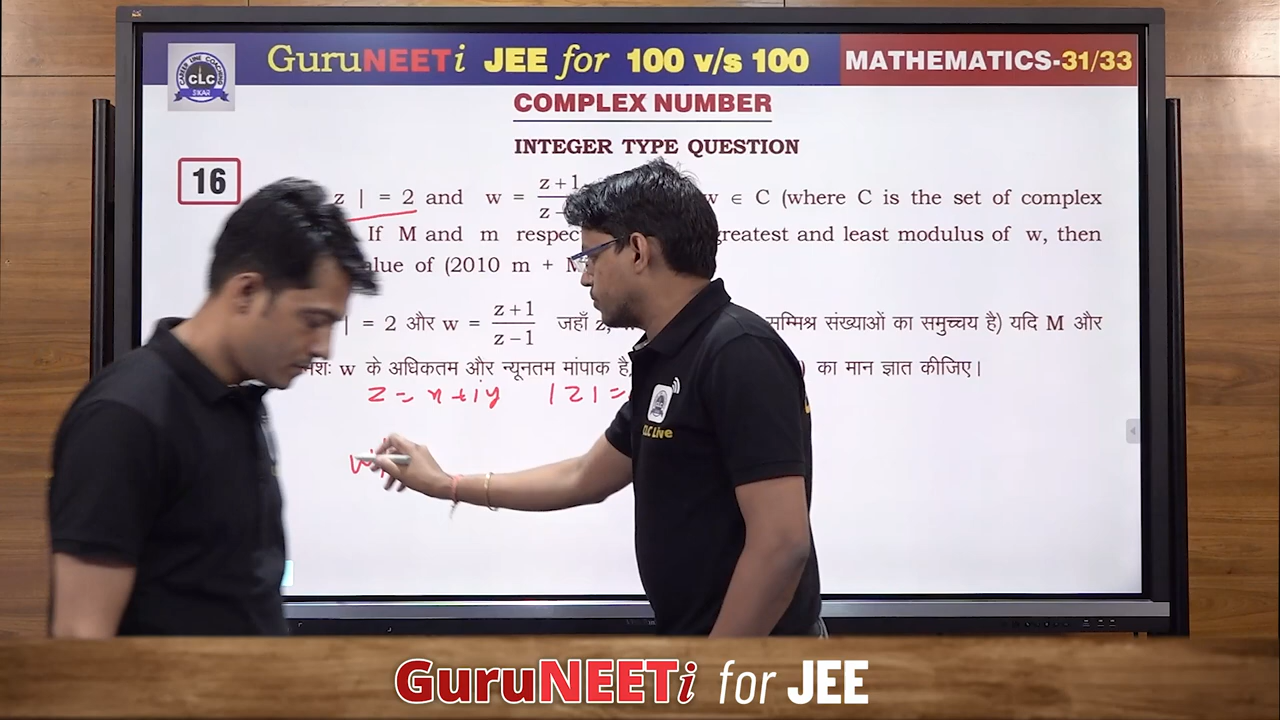 GuruNEETi JEE for 100 v/s 100
MATHEMATICS-31/33
CLC
SIKAR
COMPLEX NUMBER
INTEGER TYPE QUESTION
16
z | = 2 and w = z+1 / z- w ∈ C (where C is the set of complex
If M and m respec greatest and least modulus of w, then
alue of (2010 m + M
| = 2 और w = z+1 / z-1 जहाँ z, सम्मिश्र संख्याओं का समुच्चय है) यदि M और
मशः w के अधिकतम और न्यूनतम मांपाक है, ) का मान ज्ञात कीजिए।
z = x+iy |z| =
CLC Live
GuruNEETi for JEE